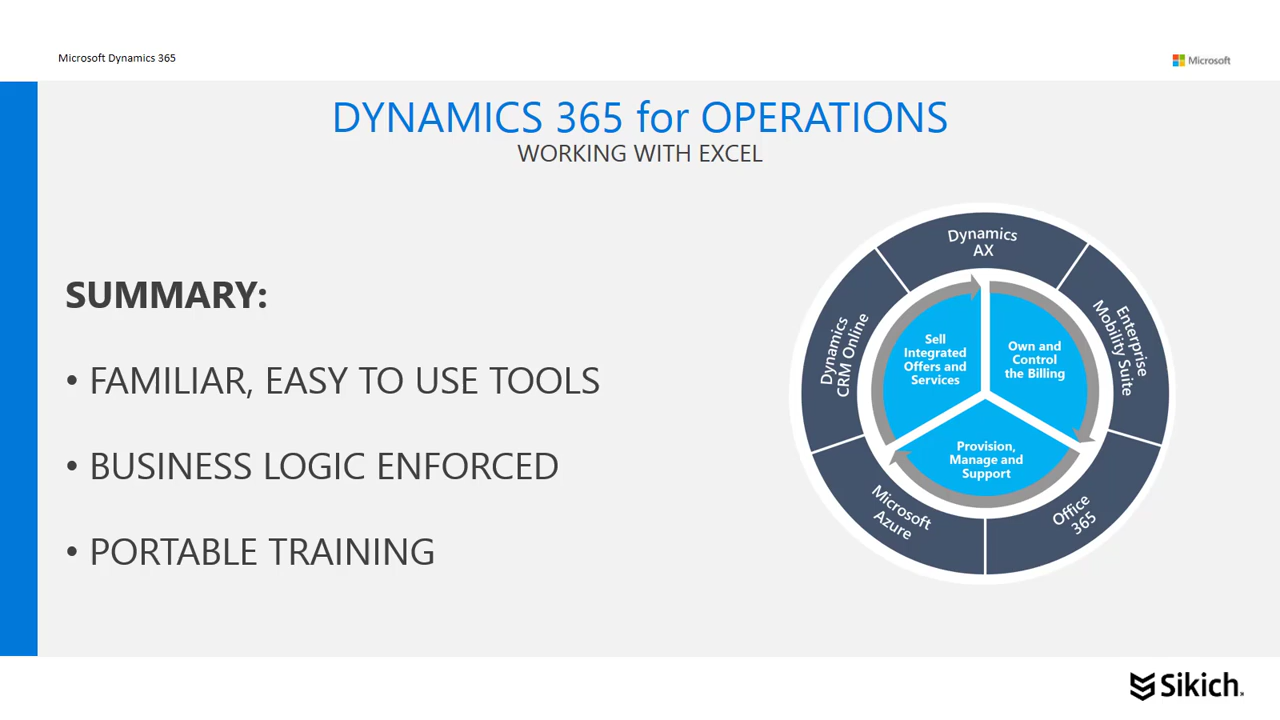 Microsoft Dynamics 365
Microsoft
DYNAMICS 365 for OPERATIONS
WORKING WITH EXCEL
SUMMARY:
• FAMILIAR, EASY TO USE TOOLS
• BUSINESS LOGIC ENFORCED
• PORTABLE TRAINING
Dynamics
AX
Enterprise
Mobility Suite
Office
365
Microsoft
Azure
Dynamics
CRM Online
Sell
Integrated
Offers and
Services
Own and
Control
the Billing
Provision,
Manage and
Support
Sikich.